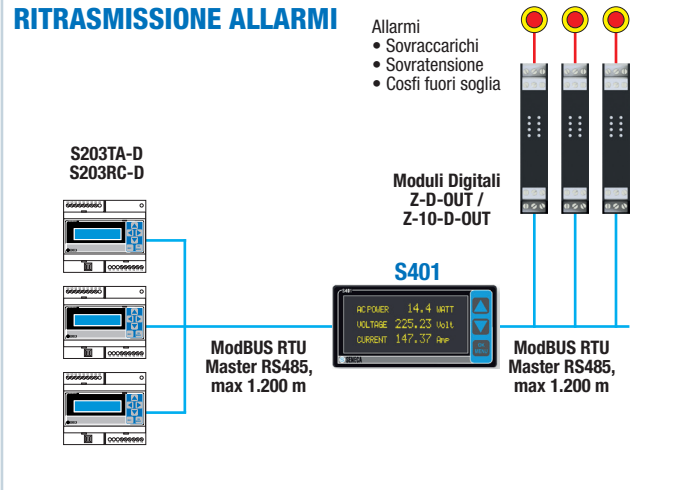 RITRASMISSIONE ALLARMI
Allarmi
• Sovraccarichi
• Sovratensione
• Cosfi fuori soglia
S203TA-D
S203RC-D
Moduli Digitali
Z-D-OUT /
Z-10-D-OUT
S401
AC POWER 14.4 WATT
VOLTAGE 225.23 Volt
CURRENT 147.37 Amp
SENECA
ModBUS RTU
Master RS485,
max 1.200 m
ModBUS RTU
Master RS485,
max 1.200 m